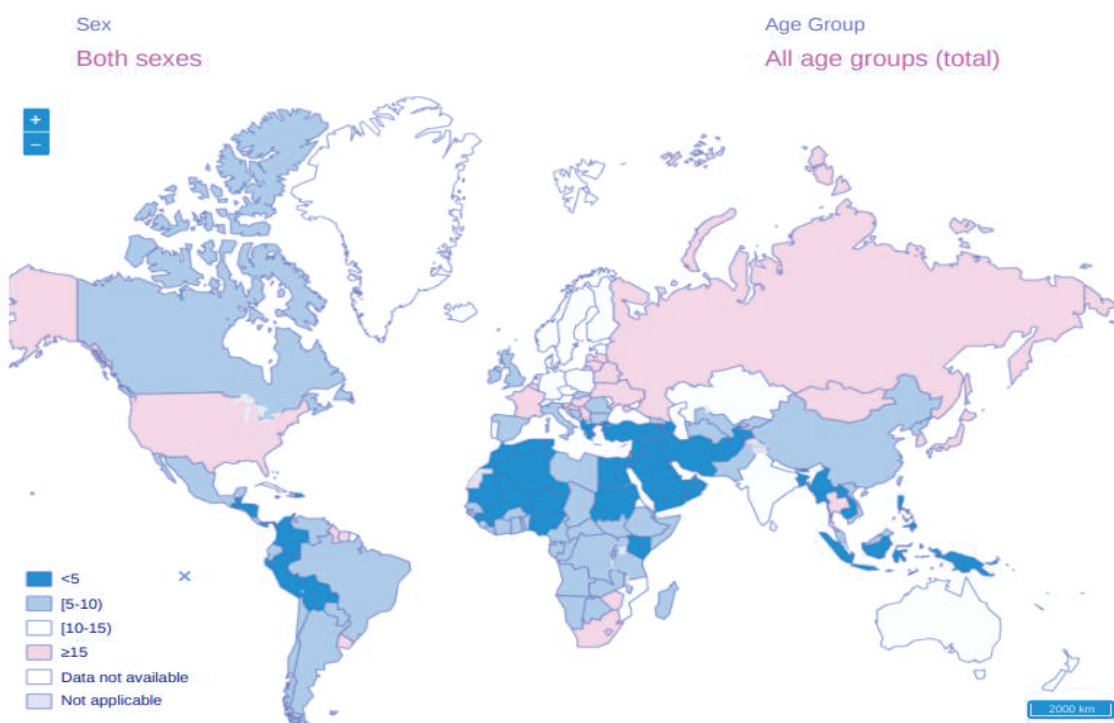 Sex
Age Group
Both sexes
All age groups (total)
+
–
<5
[5-10)
[10-15)
≥15
Data not available
Not applicable
2000 km